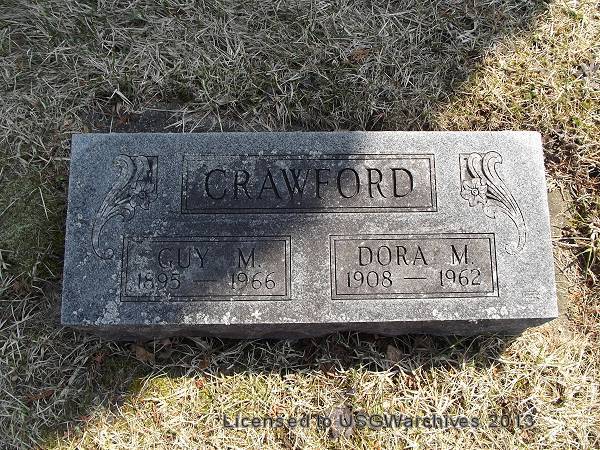 CRAWFORD
GUY M.
1895 — 1966
DORA M.
1908 — 1962
Licensed to USGWarchives 2013